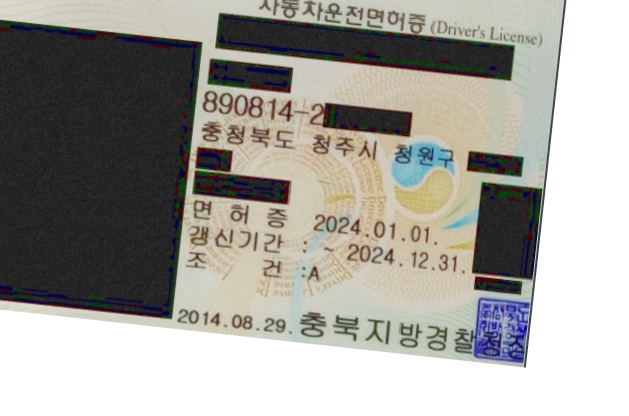 자동차운전면허증 (Driver's License)
890814-2
충청북도 청주시 청원구
면 허 증 2024.01.01.
갱신기간 : ~ 2024.12.31.
조 건 :A
2014.08.29. 충북지방경찰청장